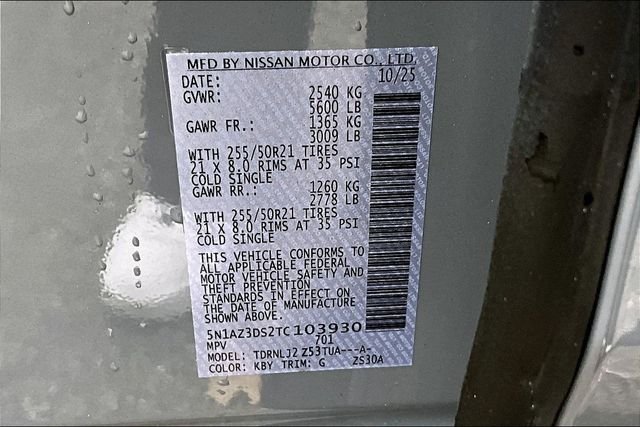 MFD BY NISSAN MOTOR CO., LTD.
DATE: 10/25
GVWR: 2540 KG
5600 LB
GAWR FR.: 1365 KG
3009 LB
WITH 255/50R21 TIRES
21 X 8.0 RIMS AT 35 PSI
COLD SINGLE
GAWR RR.: 1260 KG
2778 LB
WITH 255/50R21 TIRES
21 X 8.0 RIMS AT 35 PSI
COLD SINGLE
THIS VEHICLE CONFORMS TO
ALL APPLICABLE FEDERAL
MOTOR VEHICLE SAFETY AND
THEFT PREVENTION
STANDARDS IN EFFECT ON
THE DATE OF MANUFACTURE
SHOWN ABOVE.
5N1AZ3DS2TC103930
MPV 701
MODEL: TDRNLJ2 Z53TUA---A-
COLOR: KBY TRIM: G ZS30A